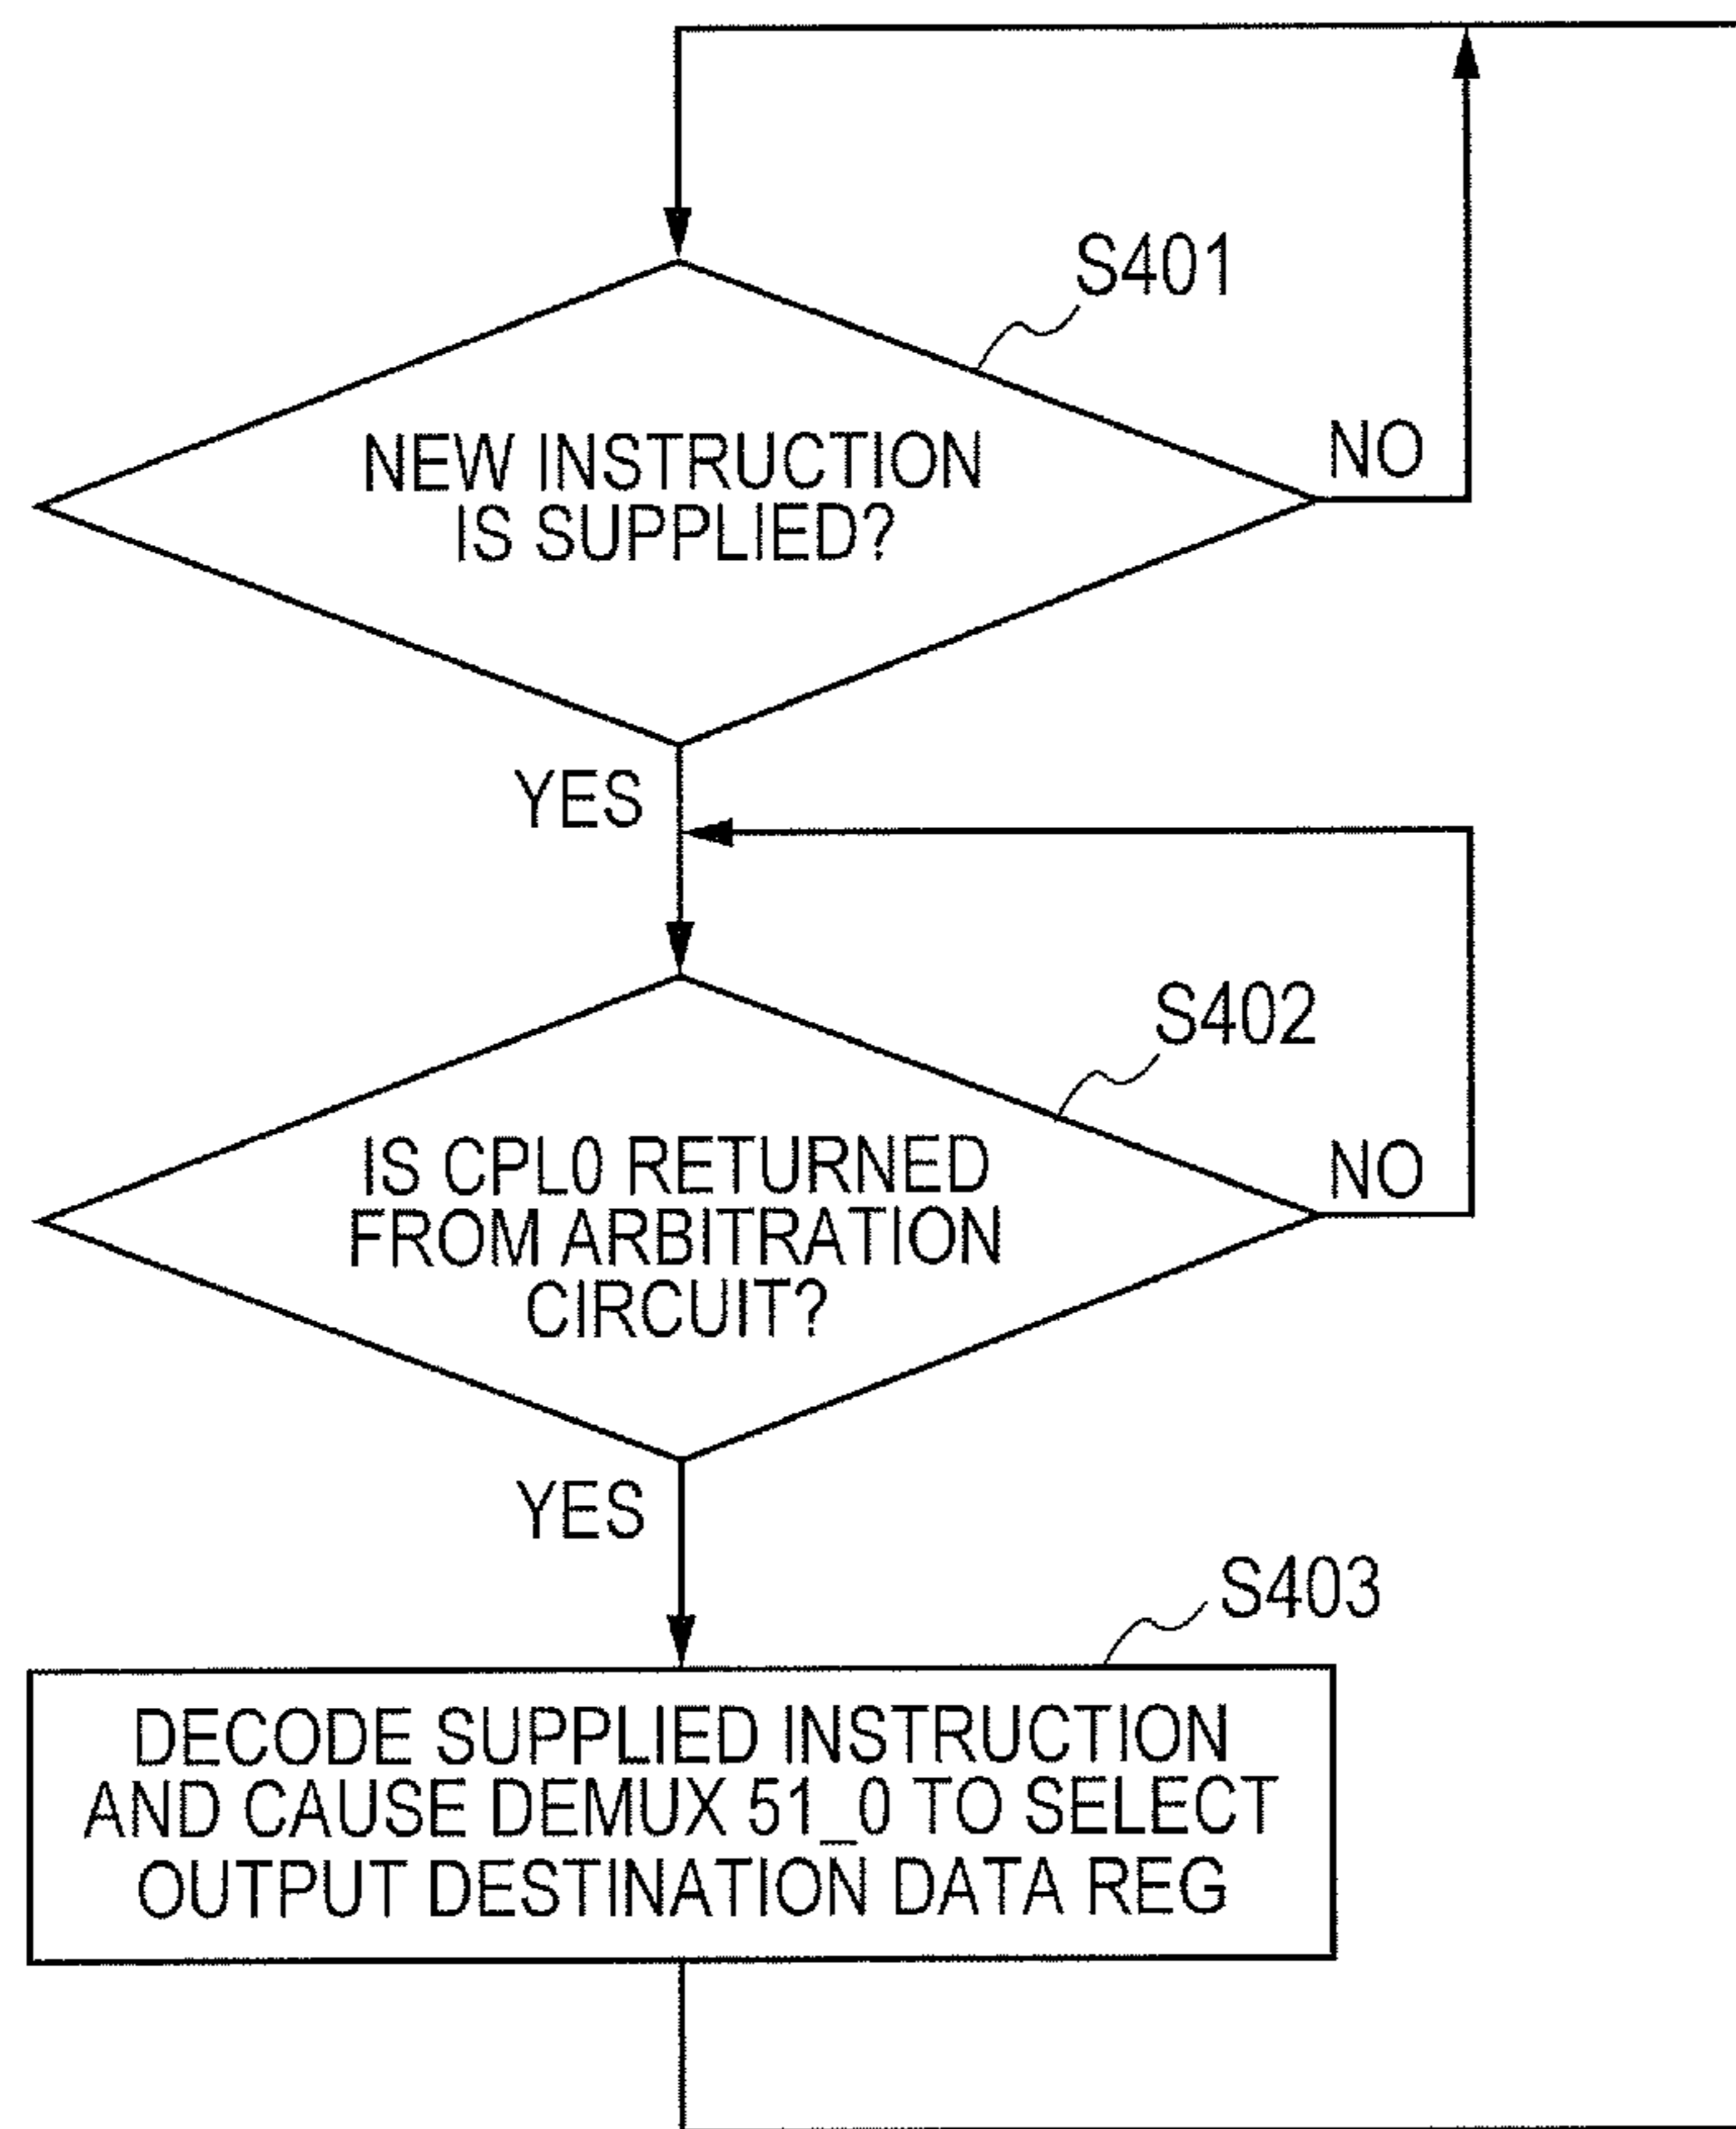 S401
NEW INSTRUCTION
IS SUPPLIED?
NO
YES
S402
IS CPL0 RETURNED
FROM ARBITRATION
CIRCUIT?
NO
YES
S403
DECODE SUPPLIED INSTRUCTION
AND CAUSE DEMUX 51_0 TO SELECT
OUTPUT DESTINATION DATA REG